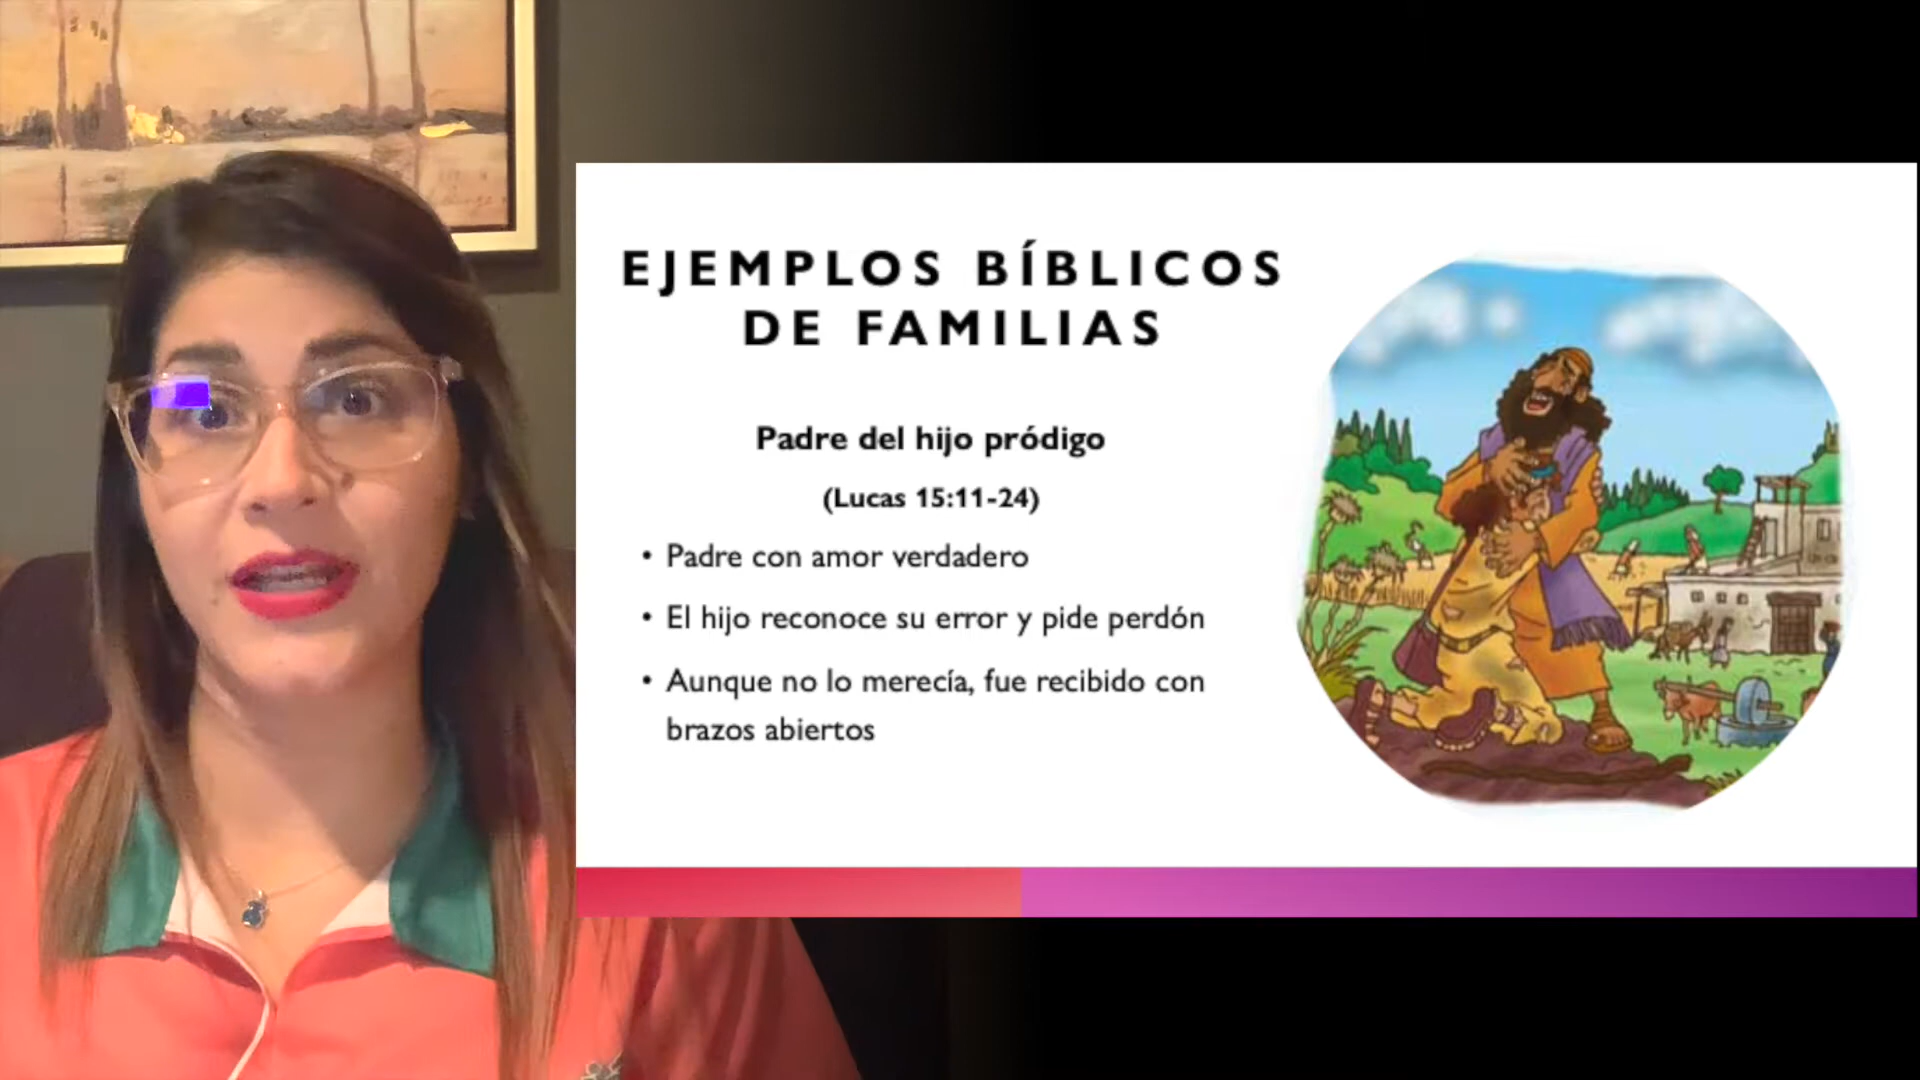 EJEMPLOS BÍBLICOS
DE FAMILIAS
Padre del hijo pródigo
(Lucas 15:11-24)
• Padre con amor verdadero
• El hijo reconoce su error y pide perdón
• Aunque no lo merecía, fue recibido con
brazos abiertos